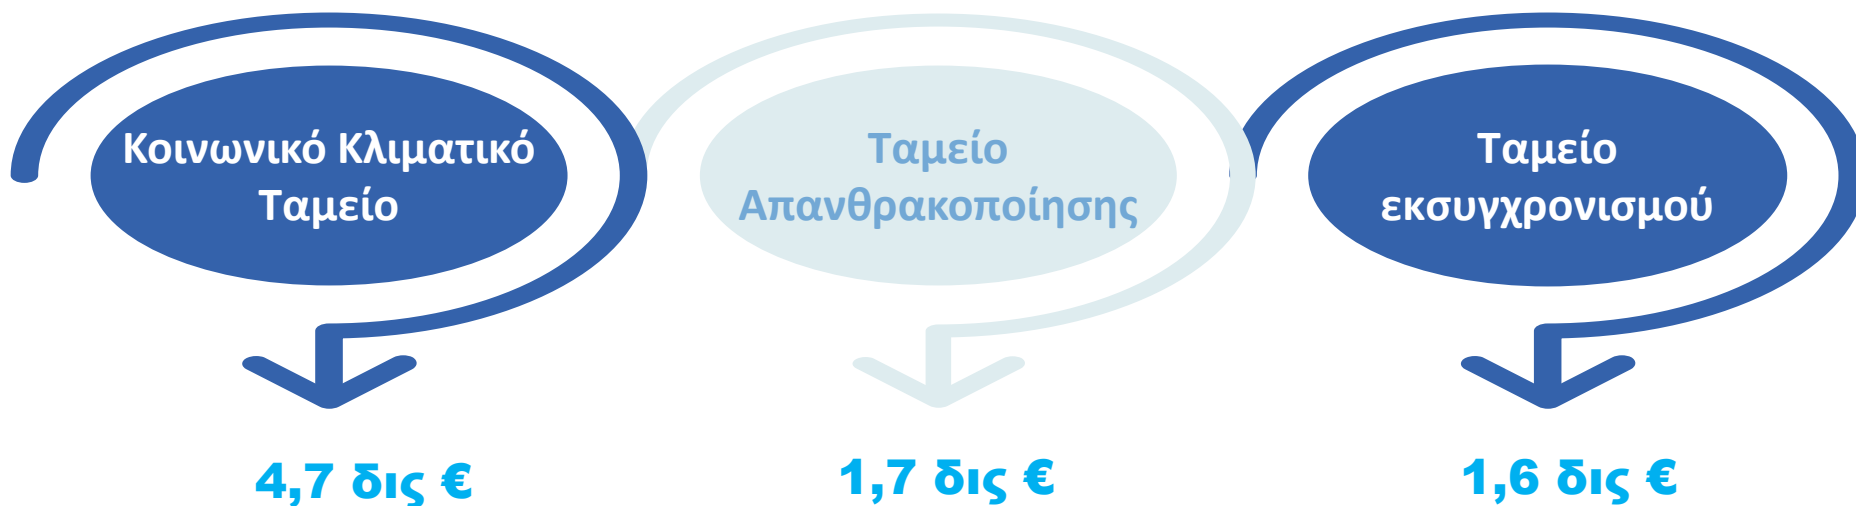 Κοινωνικό Κλιματικό
Ταμείο
Ταμείο
Απανθρακοποίησης
Ταμείο
εκσυγχρονισμού
4,7 δις €
1,7 δις €
1,6 δις €